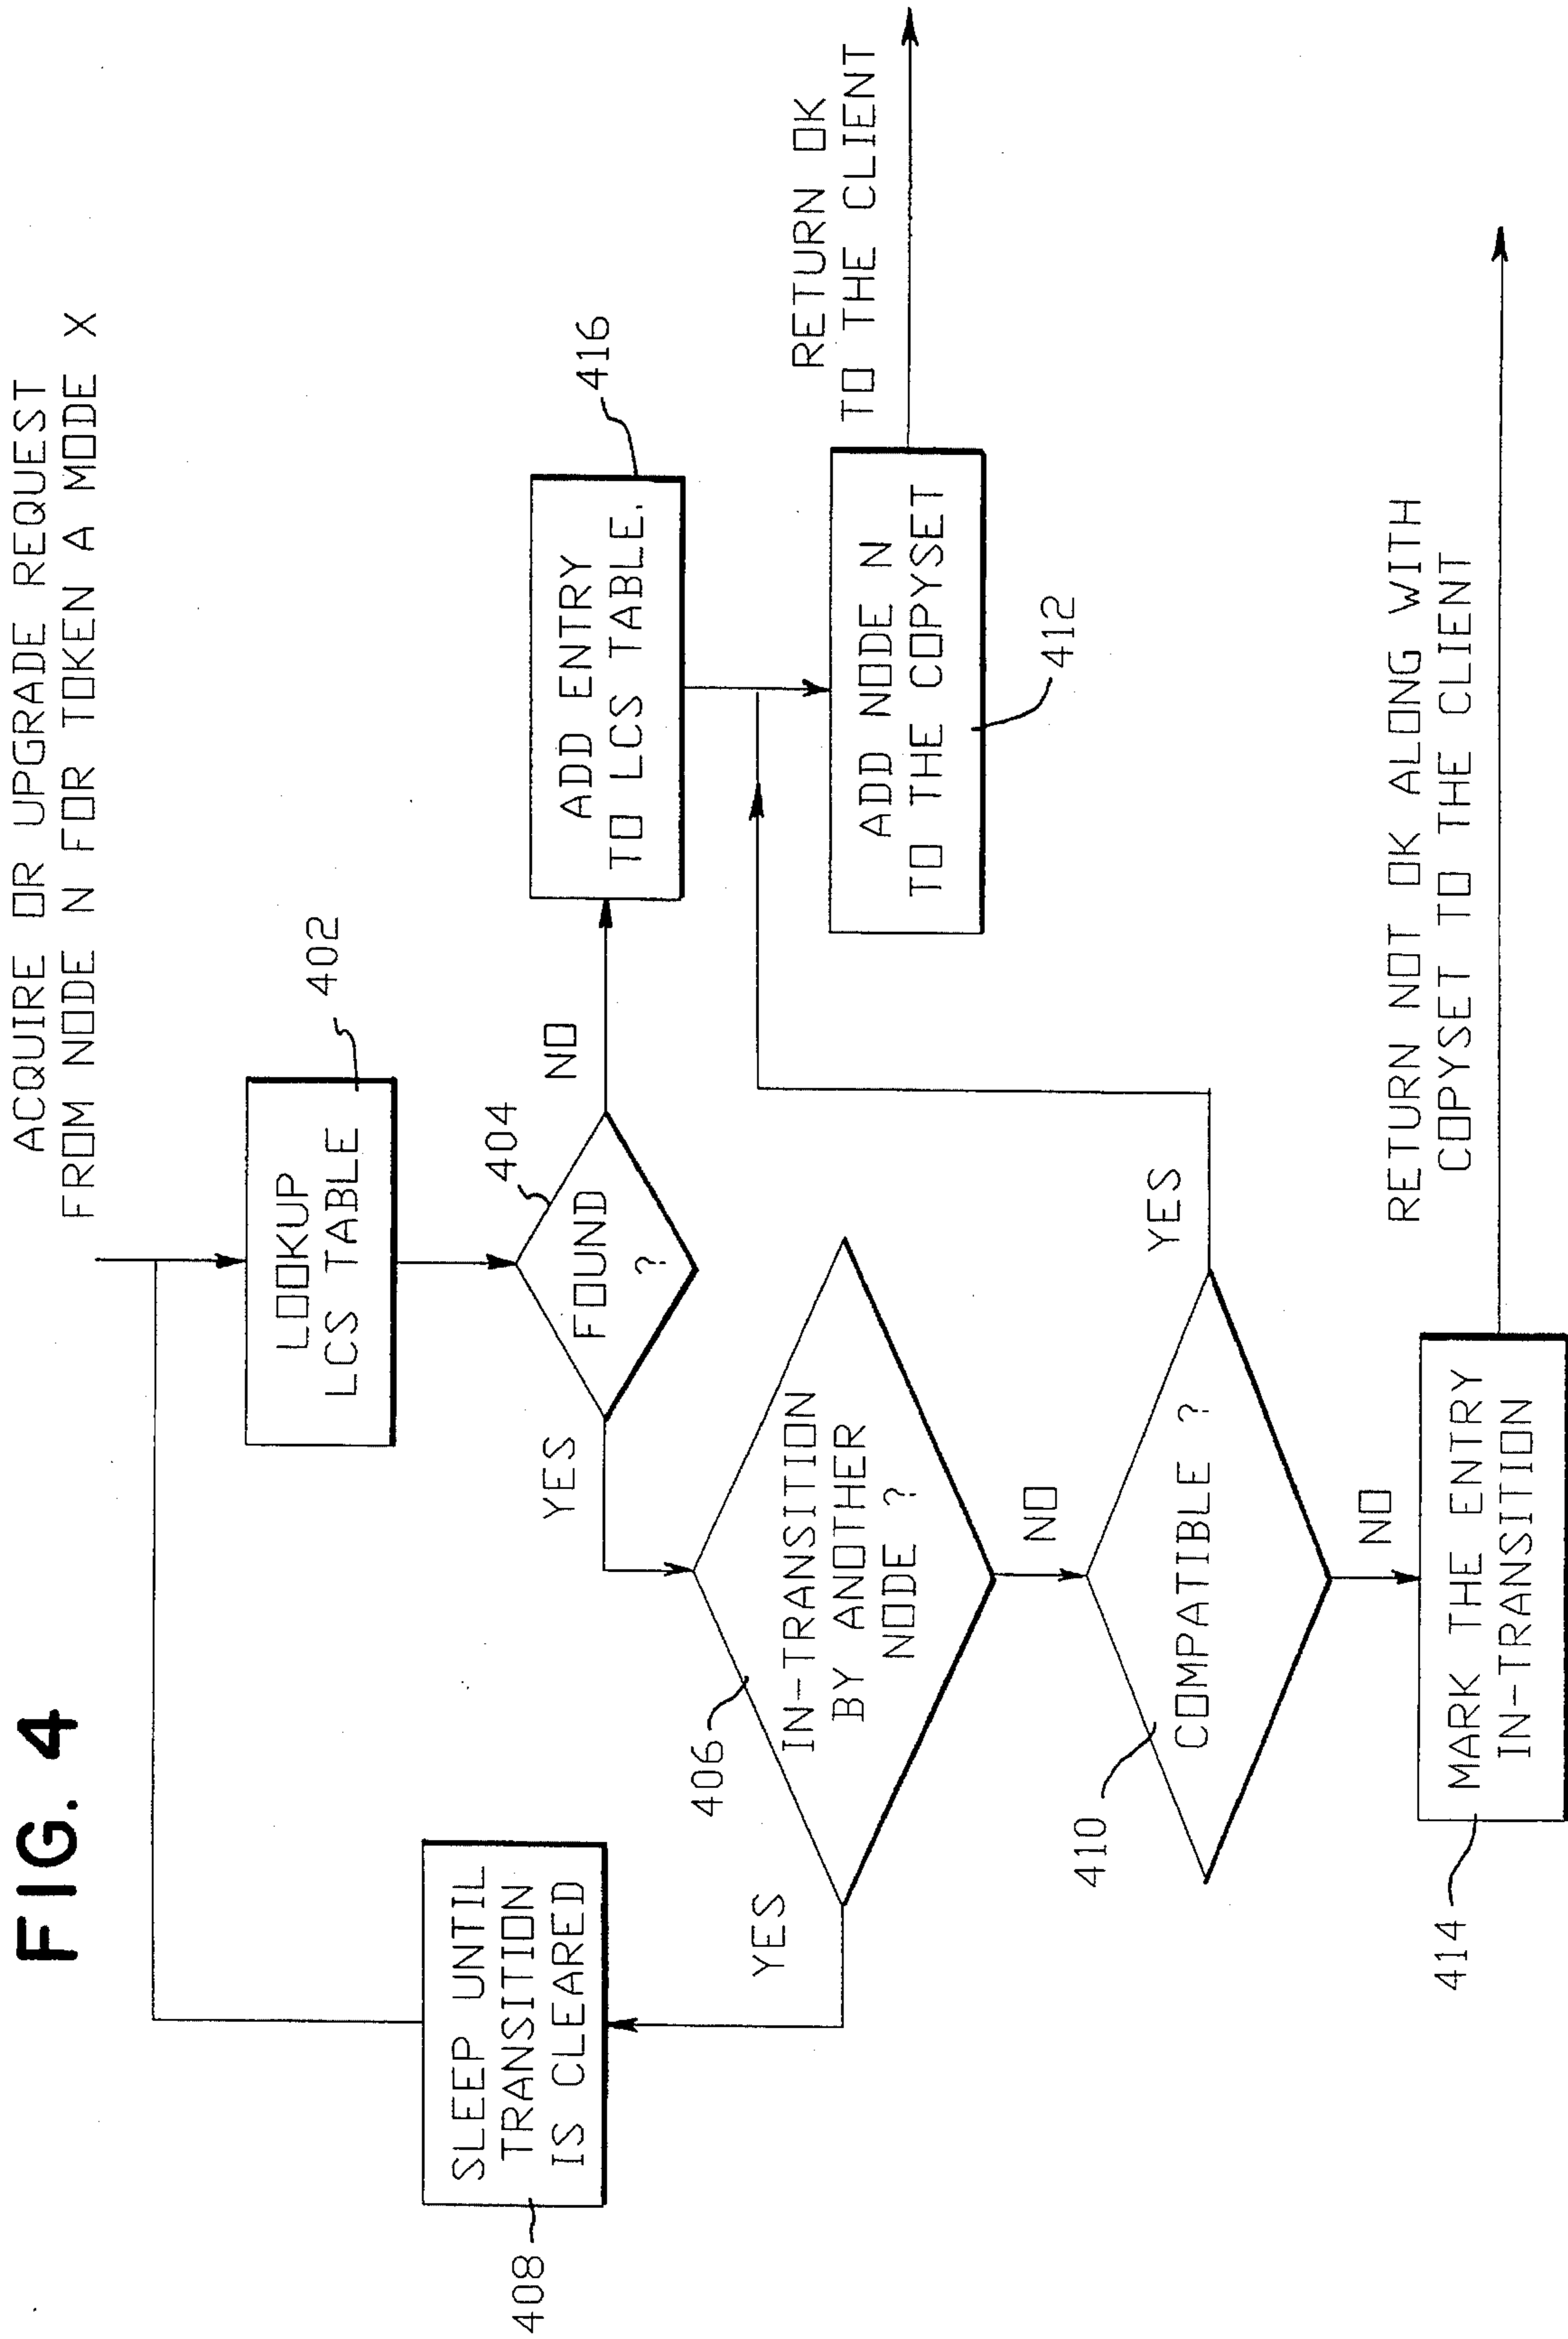 FIG. 4
ACQUIRE OR UPGRADE REQUEST
FROM NODE N FOR TOKEN A MODE X
LOOKUP
LCS TABLE
402
FOUND
?
404
NO
YES
ADD ENTRY
TO LCS TABLE.
416
ADD NODE N
TO THE COPYSET
412
RETURN OK
TO THE CLIENT
SLEEP UNTIL
TRANSITION
IS CLEARED
408
IN-TRANSITION
BY ANOTHER
NODE ?
406
YES
NO
COMPATIBLE ?
410
YES
NO
MARK THE ENTRY
IN-TRANSITION
414
RETURN NOT OK ALONG WITH
COPYSET TO THE CLIENT